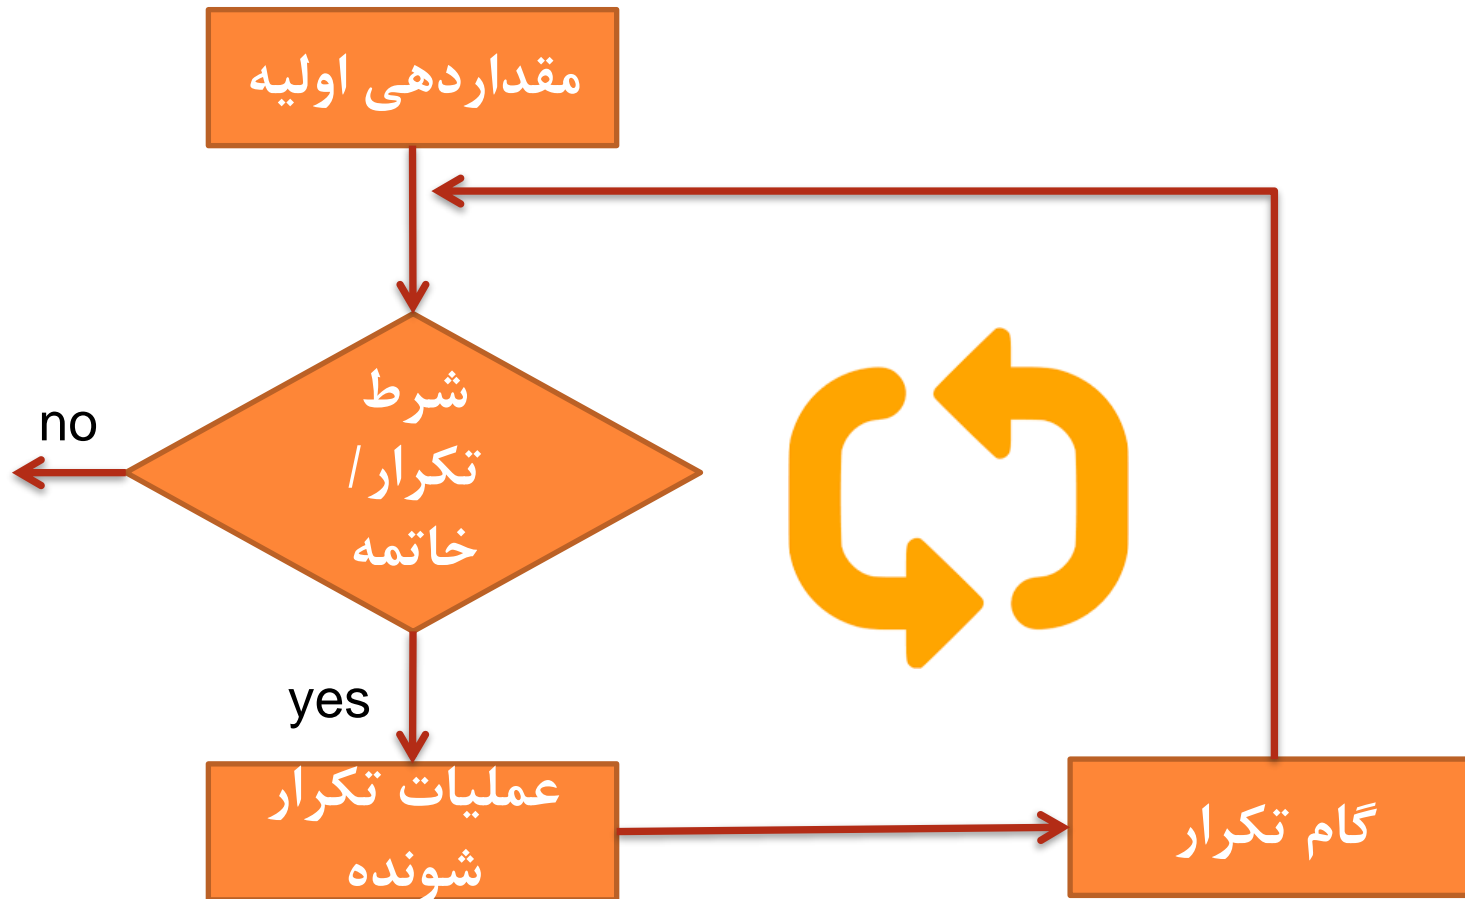 مقداردهی اولیه
شرط
تکرار/
خاتمه
no
yes
عملیات تکرار
شونده
گام تکرار